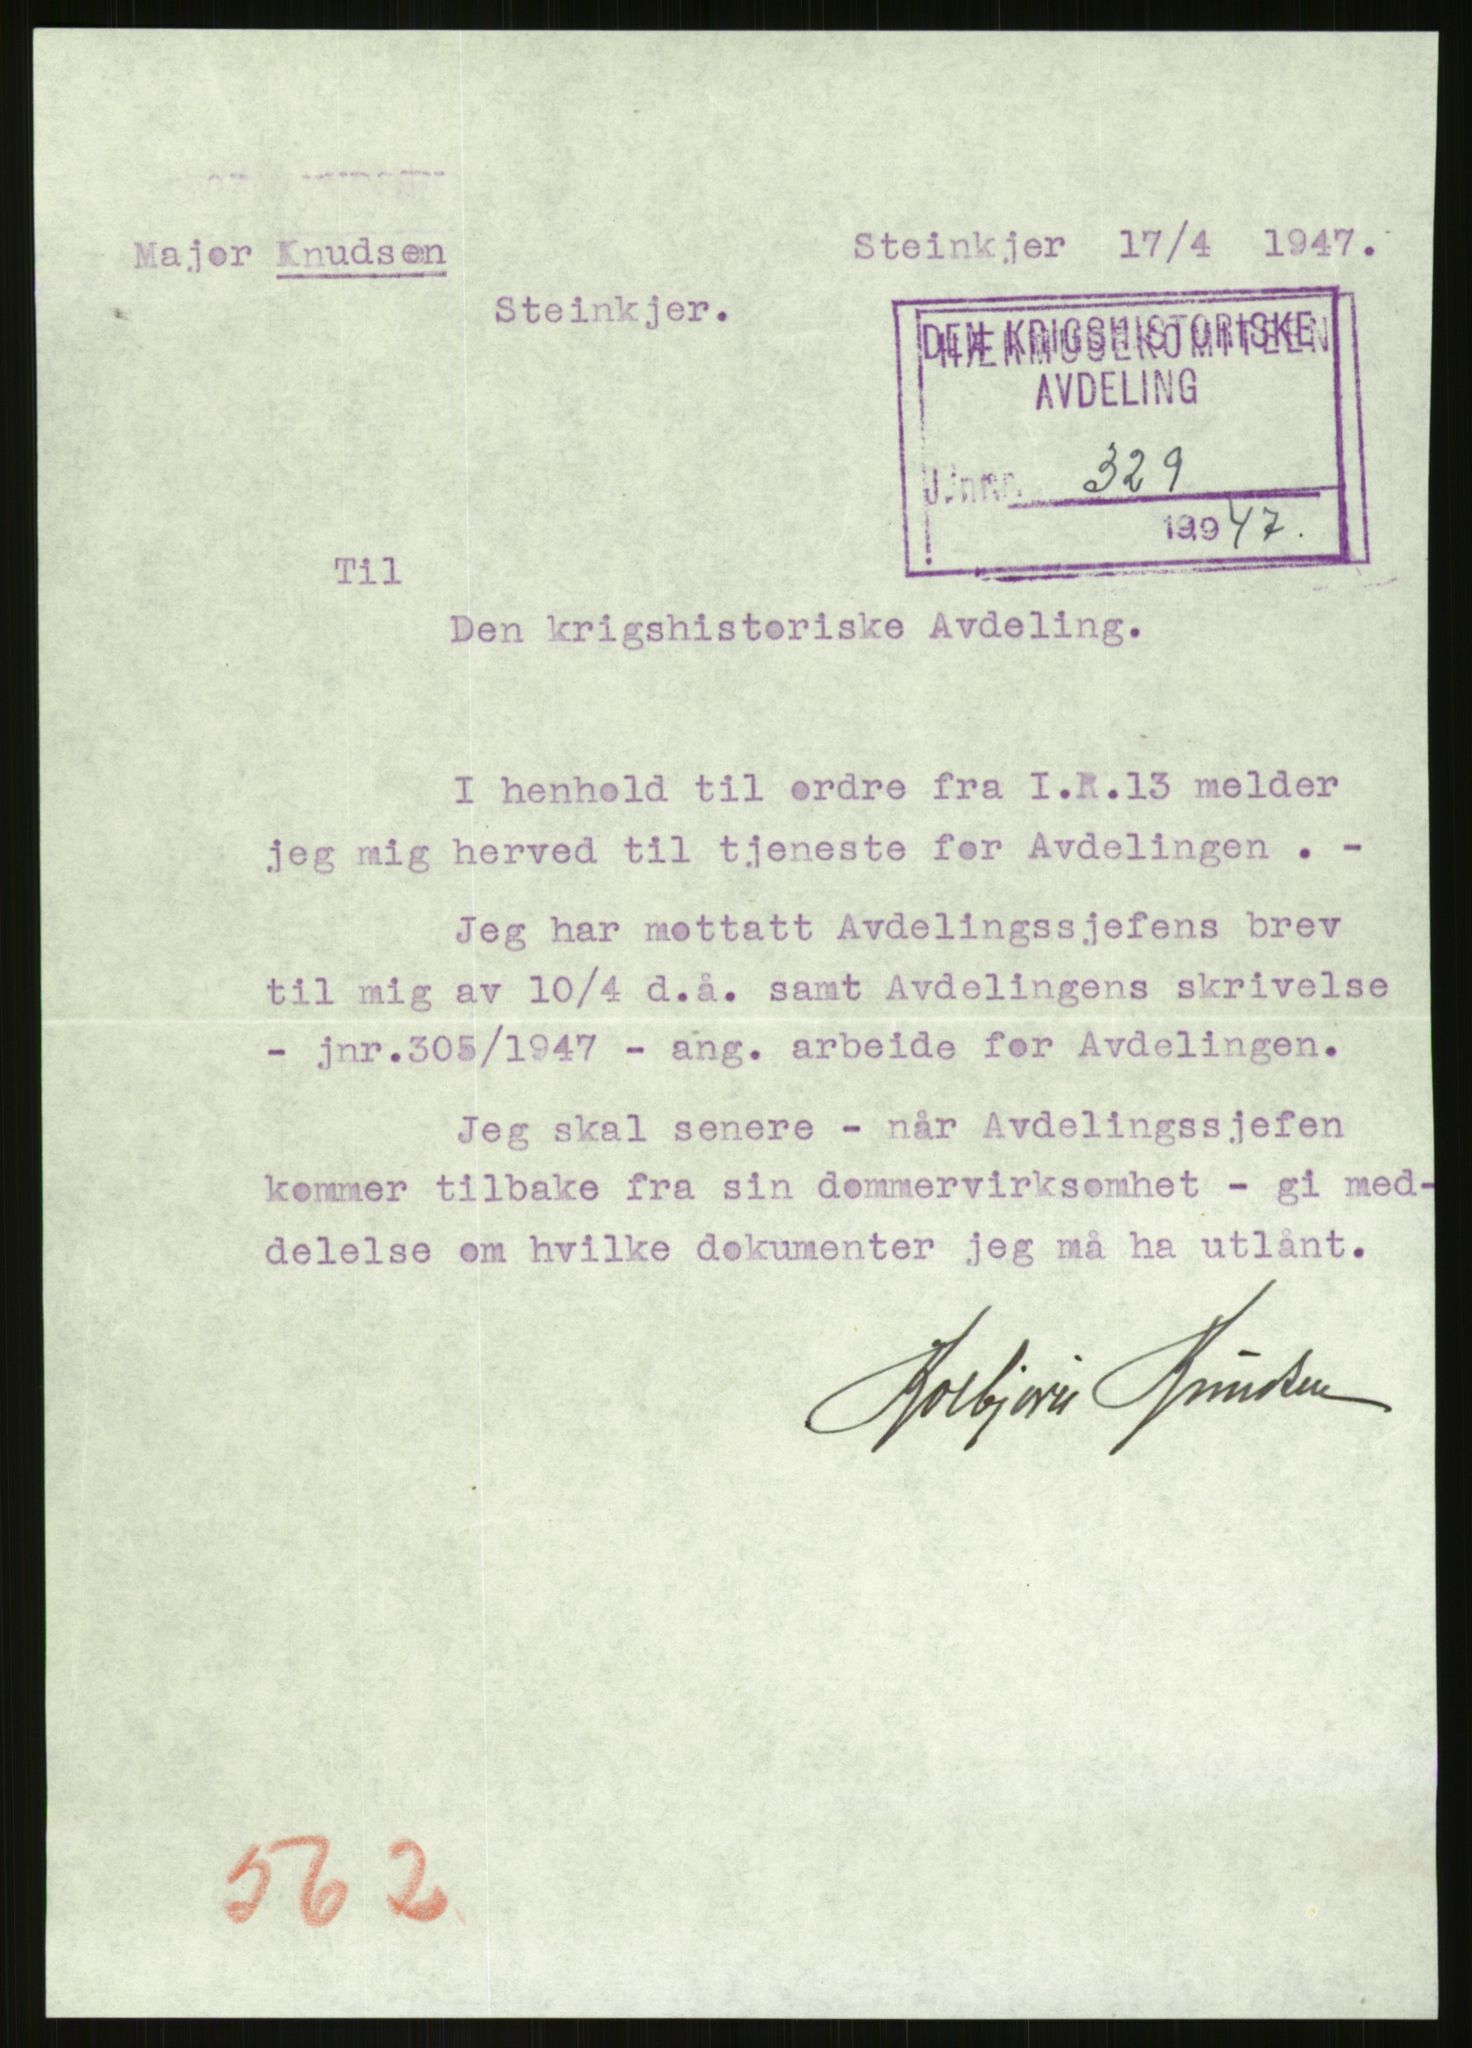 Major Knudsen
Steinkjer 17/4 1947.
Steinkjer.
DEN KRIGSHISTORISKE
AVDELING
329
1947.
Til
Den krigshistoriske Avdeling.
I henhold til ordre fra I.R.13 melder
jeg mig herved til tjeneste for Avdelingen . -
Jeg har mottatt Avdelingssjefens brev
til mig av 10/4 d.å. samt Avdelingens skrivelse
- jnr.305/1947 - ang. arbeide for Avdelingen.
Jeg skal senere - når Avdelingssjefen
kommer tilbake fra sin dommervirksomhet - gi med-
delelse om hvilke dokumenter jeg må ha utlånt.
Kolbjørn Knudsen
562